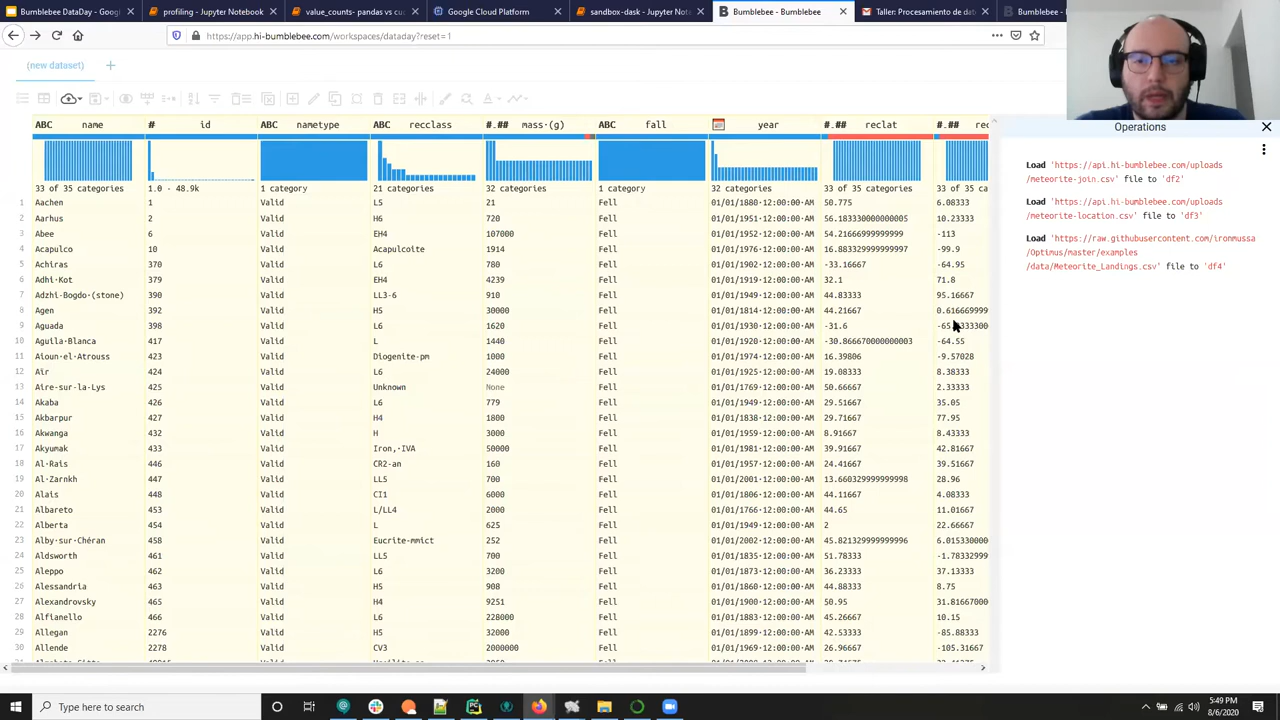 Bumblebee DataDay - Google
profiling - Jupyter Notebook
value_counts- pandas vs cu
Google Cloud Platform
sandbox-dask - Jupyter Note
Bumblebee - Bumblebee
Taller: Procesamiento de dato
Bumblebee - Bumblebee
https://app.hi-bumblebee.com/workspaces/dataday?reset=1
(new dataset)
ABC name # id ABC nametype ABC recclass #.## mass·(g) ABC fall year #.## reclat #.## rec
33 of 35 categories 1.0 - 48.9k 1 category 21 categories 32 categories 1 category 32 categories 33 of 35 categories 33 of 35 ca
1 Aachen 1 Valid L5 21 Fell 01/01/1880·12:00:00·AM 50.775 6.08333
2 Aarhus 2 Valid H6 720 Fell 01/01/1951·12:00:00·AM 56.183330000000005 10.23333
3 Abee 6 Valid EH4 107000 Fell 01/01/1952·12:00:00·AM 54.21666999999999 -113
4 Acapulco 10 Valid Acapulcoite 1914 Fell 01/01/1976·12:00:00·AM 16.883329999999997 -99.9
5 Achiras 370 Valid L6 780 Fell 01/01/1902·12:00:00·AM -33.16667 -64.95
6 Adhi·Kot 379 Valid EH4 4239 Fell 01/01/1919·12:00:00·AM 32.1 71.8
7 Adzhi-Bogdo·(stone) 390 Valid LL3-6 910 Fell 01/01/1949·12:00:00·AM 44.83333 95.16667
8 Agen 392 Valid H5 30000 Fell 01/01/1814·12:00:00·AM 44.21667 0.616669999
9 Aguada 398 Valid L6 1620 Fell 01/01/1930·12:00:00·AM -31.6
10 Aguila·Blanca 417 Valid L 1440 Fell 01/01/1920·12:00:00·AM -30.866670000000003 -64.55
11 Aioun·el·Atrouss 423 Valid Diogenite-pm 1000 Fell 01/01/1974·12:00:00·AM 16.39806 -9.57028
12 Air 424 Valid L6 24000 Fell 01/01/1925·12:00:00·AM 19.08333 8.38333
13 Aire-sur-la-Lys 425 Valid Unknown None Fell 01/01/1769·12:00:00·AM 50.66667 2.33333
14 Akaba 426 Valid L6 779 Fell 01/01/1949·12:00:00·AM 29.51667 35.05
15 Akbarpur 427 Valid H4 1800 Fell 01/01/1838·12:00:00·AM 29.71667 77.95
16 Akwanga 432 Valid H 3000 Fell 01/01/1959·12:00:00·AM 8.91667 8.43333
17 Akyumak 433 Valid Iron,·IVA 50000 Fell 01/01/1981·12:00:00·AM 39.91667 42.81667
18 Al·Rais 446 Valid CR2-an 160 Fell 01/01/1957·12:00:00·AM 24.41667 39.51667
19 Al·Zarnkh 447 Valid LL5 700 Fell 01/01/2001·12:00:00·AM 13.660329999999998 28.96
20 Alais 448 Valid CI1 6000 Fell 01/01/1806·12:00:00·AM 44.11667 4.08333
21 Albareto 453 Valid L/LL4 2000 Fell 01/01/1766·12:00:00·AM 44.65 11.01667
22 Alberta 454 Valid L 625 Fell 01/01/1949·12:00:00·AM 2 22.66667
23 Alby·sur·Chéran 458 Valid Eucrite-mmict 252 Fell 01/01/2002·12:00:00·AM 45.821329999999996 6.015330000
24 Aldsworth 461 Valid LL5 700 Fell 01/01/1835·12:00:00·AM 51.78333 -1.78332999
25 Aleppo 462 Valid L6 3200 Fell 01/01/1873·12:00:00·AM 36.23333 37.13333
26 Alessandria 463 Valid H5 908 Fell 01/01/1860·12:00:00·AM 44.88333 8.75
27 Alexandrovsky 465 Valid H4 9251 Fell 01/01/1900·12:00:00·AM 50.95 31.81667000
28 Alfianello 466 Valid L6 228000 Fell 01/01/1883·12:00:00·AM 45.26667 10.15
29 Allegan 2276 Valid H5 32000 Fell 01/01/1899·12:00:00·AM 42.53333 -85.88333
30 Allende 2278 Valid CV3 2000000 Fell 01/01/1969·12:00:00·AM 26.96667 -105.31667
Operations
Load 'https://api.hi-bumblebee.com/uploads
/meteorite-join.csv' file to 'df2'
Load 'https://api.hi-bumblebee.com/uploads
/meteorite-location.csv' file to 'df3'
Load 'https://raw.githubusercontent.com/ironmussa
/Optimus/master/examples
/data/Meteorite_Landings.csv' file to 'df4'
Type here to search
5:49 PM
8/6/2020